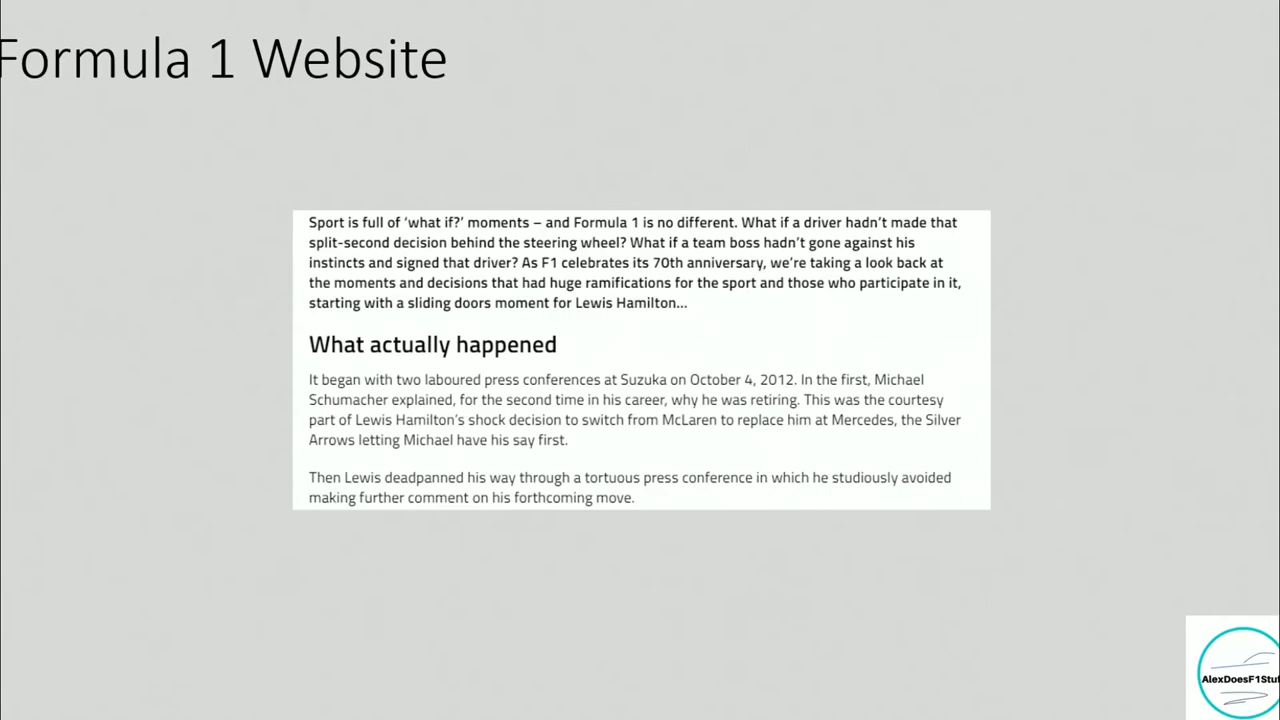 Formula 1 Website
Sport is full of ‘what if?’ moments – and Formula 1 is no different. What if a driver hadn’t made that
split-second decision behind the steering wheel? What if a team boss hadn’t gone against his
instincts and signed that driver? As F1 celebrates its 70th anniversary, we’re taking a look back at
the moments and decisions that had huge ramifications for the sport and those who participate in it,
starting with a sliding doors moment for Lewis Hamilton...
What actually happened
It began with two laboured press conferences at Suzuka on October 4, 2012. In the first, Michael
Schumacher explained, for the second time in his career, why he was retiring. This was the courtesy
part of Lewis Hamilton’s shock decision to switch from McLaren to replace him at Mercedes, the Silver
Arrows letting Michael have his say first.
Then Lewis deadpanned his way through a tortuous press conference in which he studiously avoided
making further comment on his forthcoming move.
AlexDoesF1Stuf